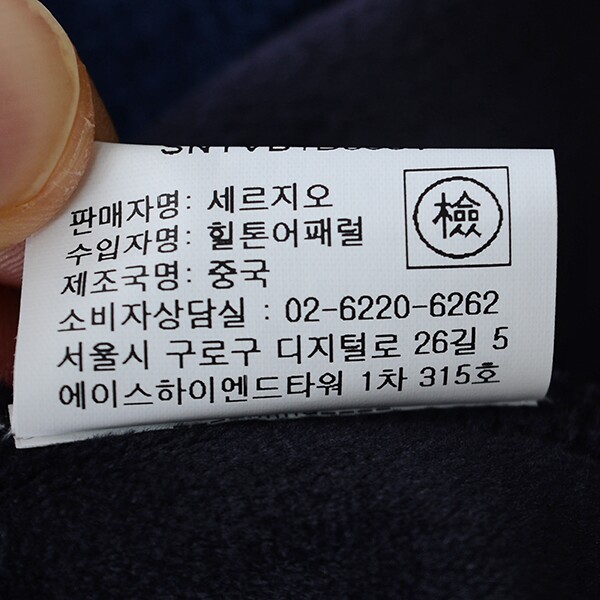 판매자명: 세르지오
수입자명: 힐튼어패럴
제조국명: 중국
소비자상담실 : 02-6220-6262
서울시 구로구 디지털로 26길 5
에이스하이엔드타워 1차 315호
檢